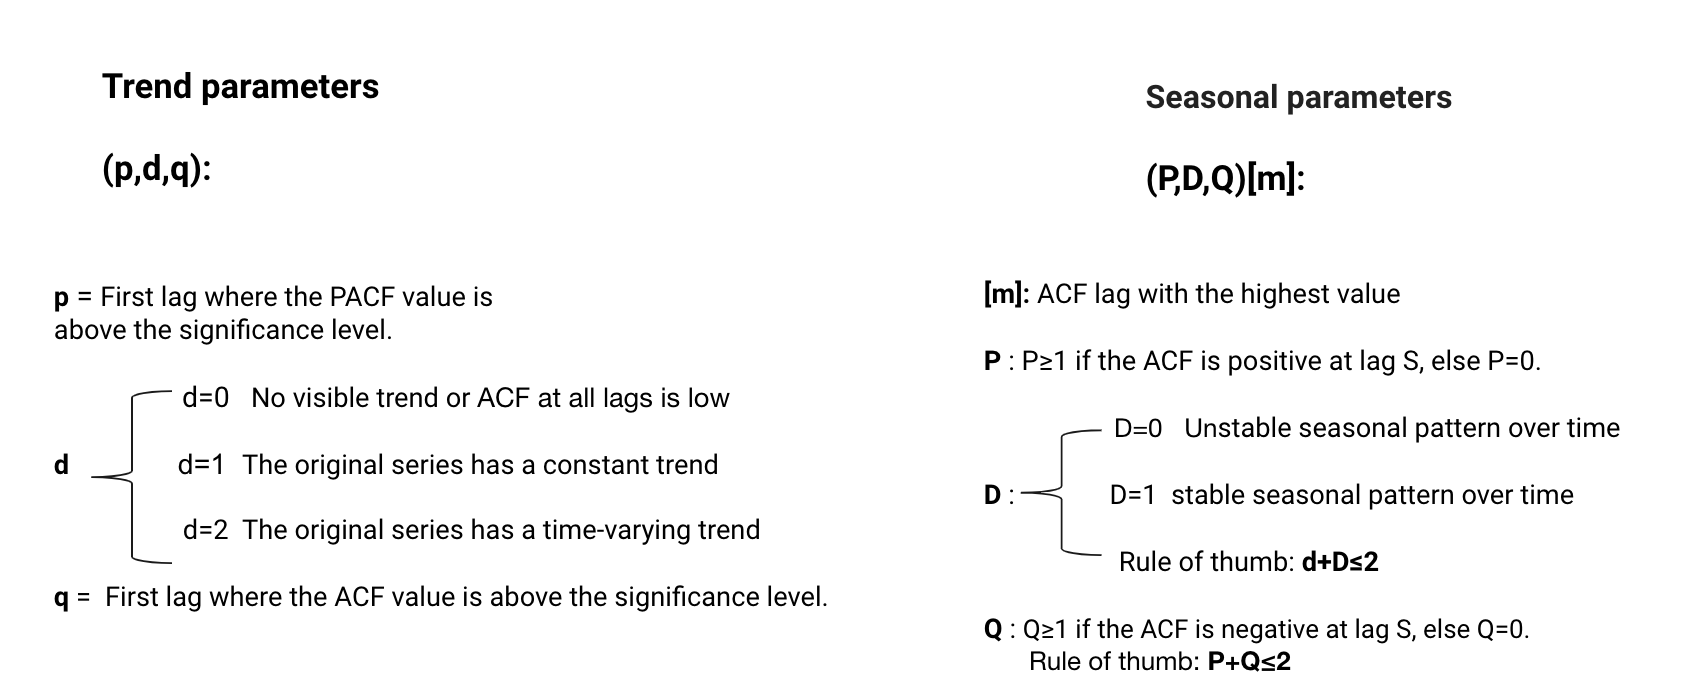 Trend parameters
(p,d,q):
p = First lag where the PACF value is
above the significance level.
d
d=0 No visible trend or ACF at all lags is low
d=1 The original series has a constant trend
d=2 The original series has a time-varying trend
q = First lag where the ACF value is above the significance level.
Seasonal parameters
(P,D,Q)[m]:
[m]: ACF lag with the highest value
P : P≥1 if the ACF is positive at lag S, else P=0.
D :
D=0 Unstable seasonal pattern over time
D=1 stable seasonal pattern over time
Rule of thumb: d+D≤2
Q : Q≥1 if the ACF is negative at lag S, else Q=0.
Rule of thumb: P+Q≤2